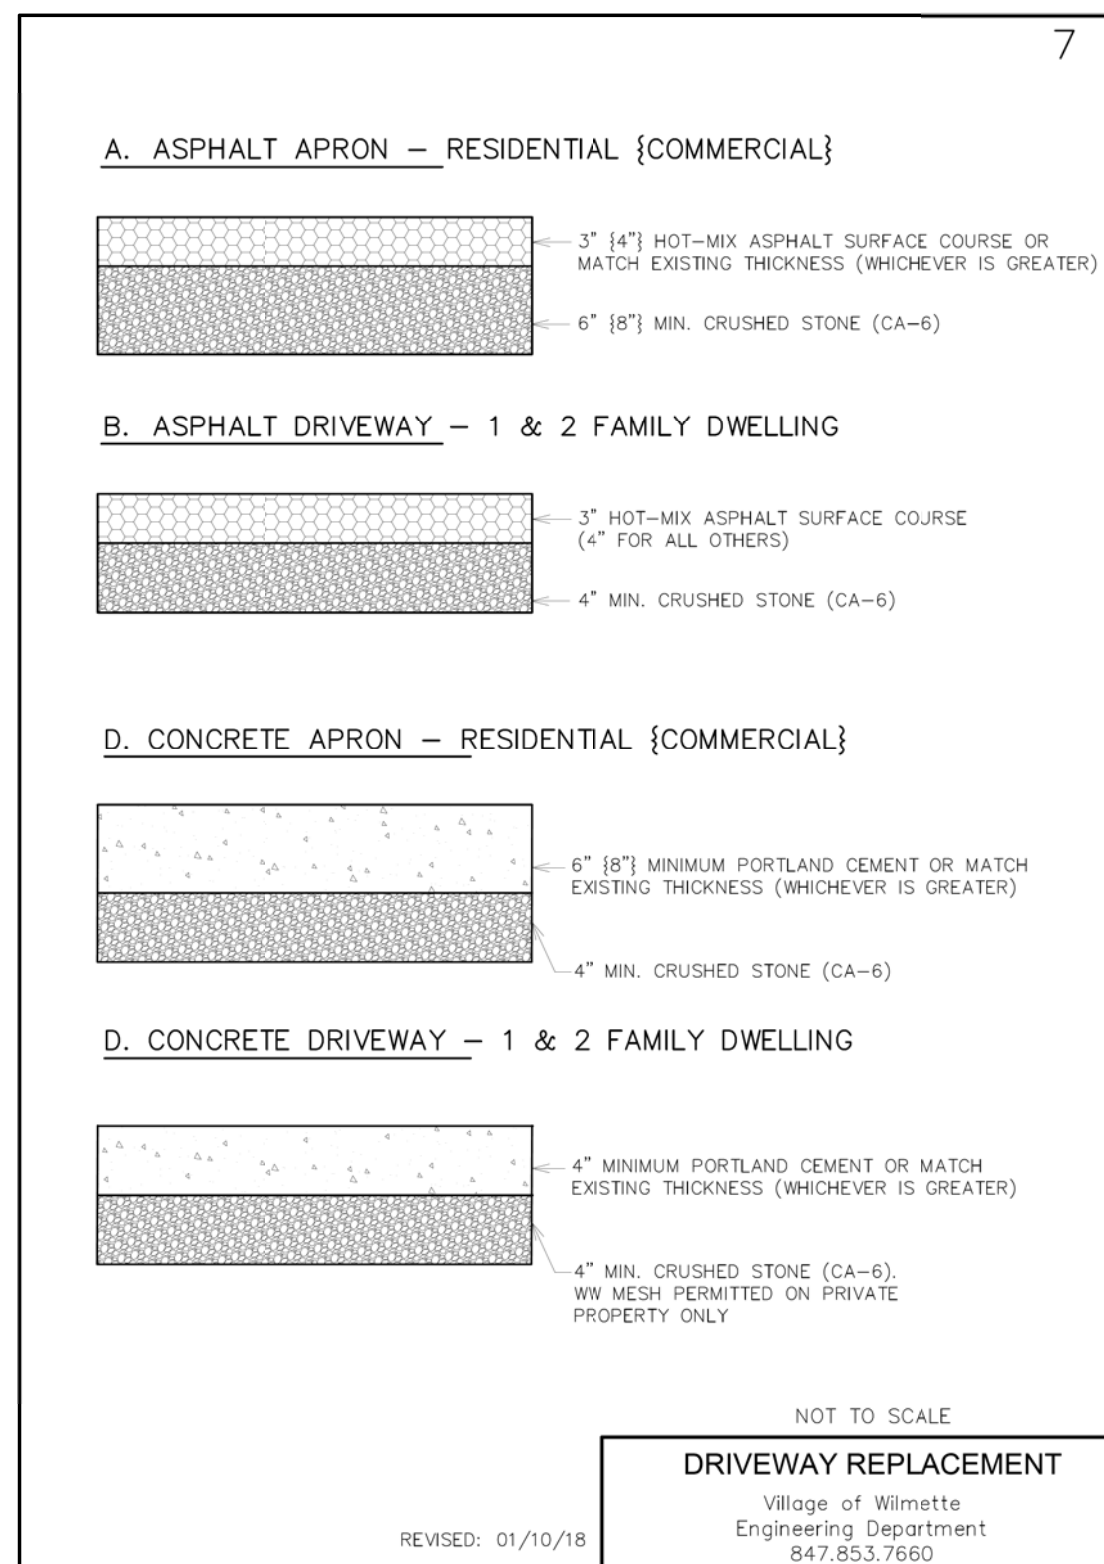 7
A. ASPHALT APRON – RESIDENTIAL {COMMERCIAL}
3" {4"} HOT-MIX ASPHALT SURFACE COURSE OR
MATCH EXISTING THICKNESS (WHICHEVER IS GREATER)
6" {8"} MIN. CRUSHED STONE (CA-6)
B. ASPHALT DRIVEWAY – 1 & 2 FAMILY DWELLING
3" HOT-MIX ASPHALT SURFACE COURSE
(4" FOR ALL OTHERS)
4" MIN. CRUSHED STONE (CA-6)
D. CONCRETE APRON – RESIDENTIAL {COMMERCIAL}
6" {8"} MINIMUM PORTLAND CEMENT OR MATCH
EXISTING THICKNESS (WHICHEVER IS GREATER)
4" MIN. CRUSHED STONE (CA-6)
D. CONCRETE DRIVEWAY – 1 & 2 FAMILY DWELLING
4" MINIMUM PORTLAND CEMENT OR MATCH
EXISTING THICKNESS (WHICHEVER IS GREATER)
4" MIN. CRUSHED STONE (CA-6).
WW MESH PERMITTED ON PRIVATE
PROPERTY ONLY
NOT TO SCALE
DRIVEWAY REPLACEMENT
Village of Wilmette
Engineering Department
847.853.7660
REVISED: 01/10/18